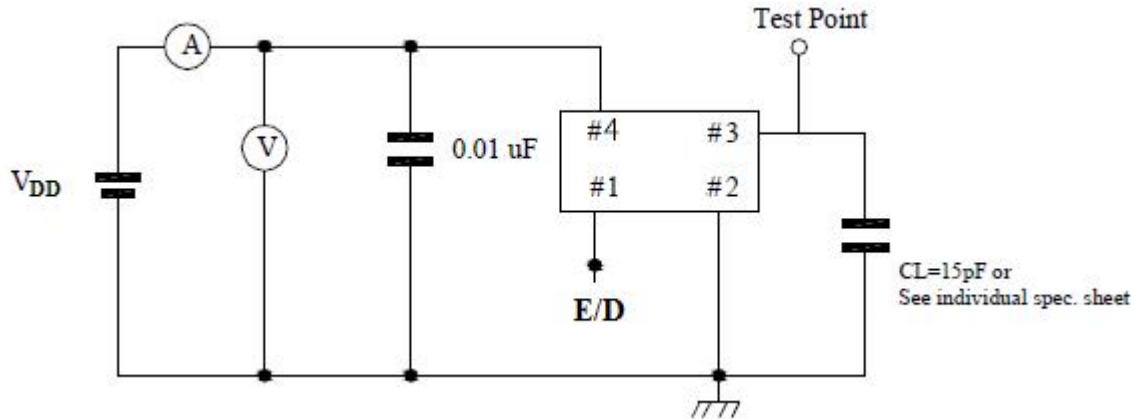 Test Point
A
#4 #3
V
0.01 uF
VDD
#1 #2
CL=15pF or
See individual spec. sheet
E/D